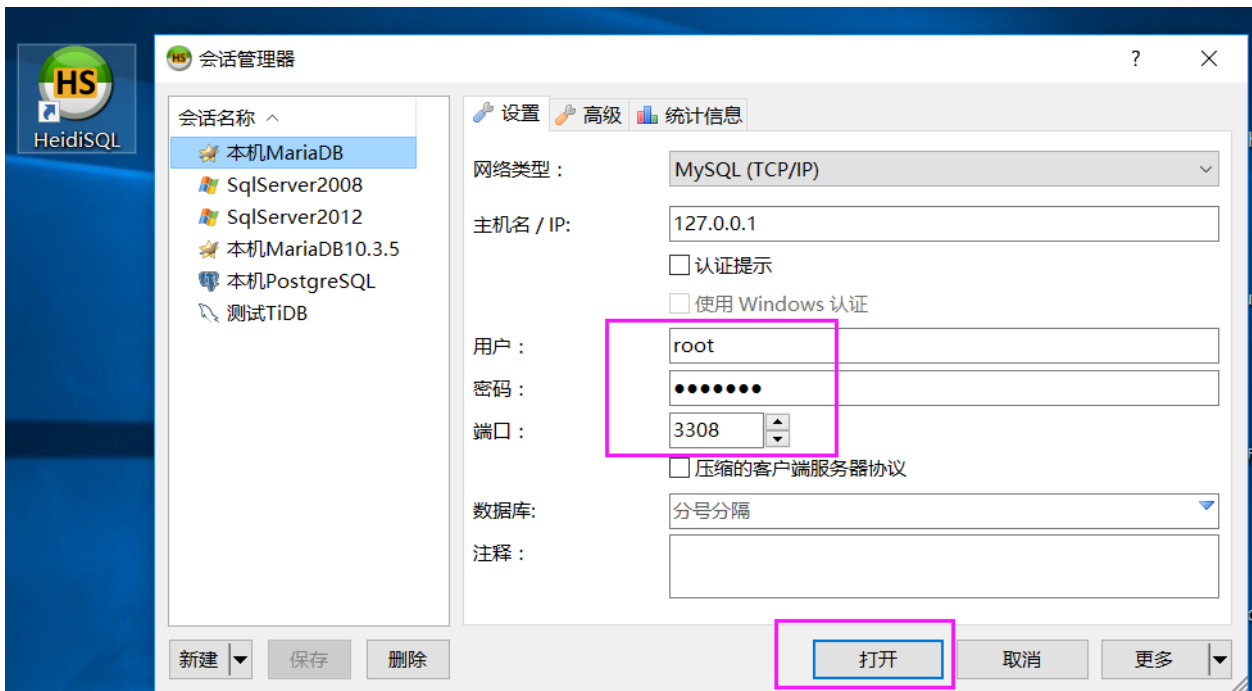 HS
HeidiSQL
HS 会话管理器
会话名称
本机MariaDB
SqlServer2008
SqlServer2012
本机MariaDB10.3.5
本机PostgreSQL
测试TiDB
设置 高级 统计信息
网络类型： MySQL (TCP/IP)
主机名 / IP: 127.0.0.1
认证提示
使用 Windows 认证
用户： root
密码： ●●●●●●●
端口： 3308
压缩的客户端服务器协议
数据库: 分号分隔
注释：
新建 保存 删除 打开 取消 更多